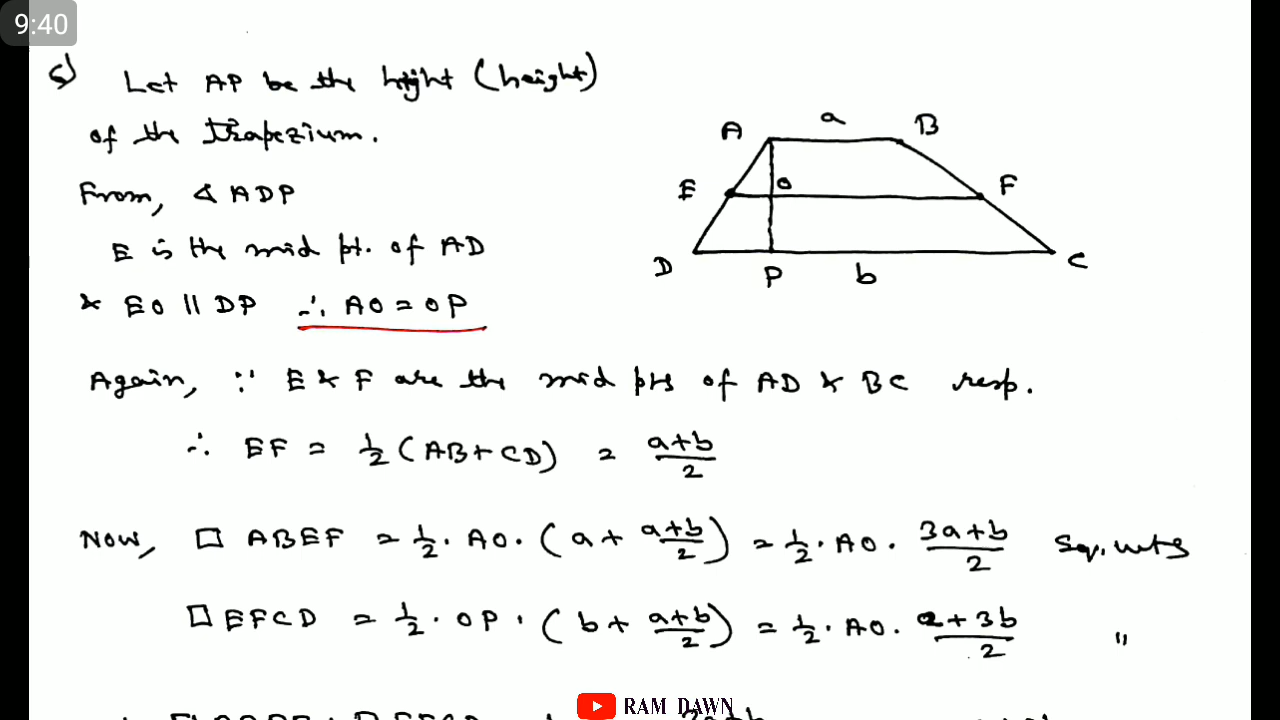 9:40
c) Let AP be the hight (height)
of the trapezium.
From, ∆ ADP
E is the mid pt. of AD
& EO || DP ∴ AO = OP
A a B
E O F
D P b C
Again, ∵ E & F are the mid pts of AD & BC resp.
∴ EF = 1/2 (AB + CD) = (a+b)/2
Now, □ ABEF = 1/2 · AO · (a + (a+b)/2) = 1/2 · AO · (3a+b)/2 Sq. units
□ EFCD = 1/2 · OP · (b + (a+b)/2) = 1/2 · AO · (a+3b)/2 "
RAM DAWN